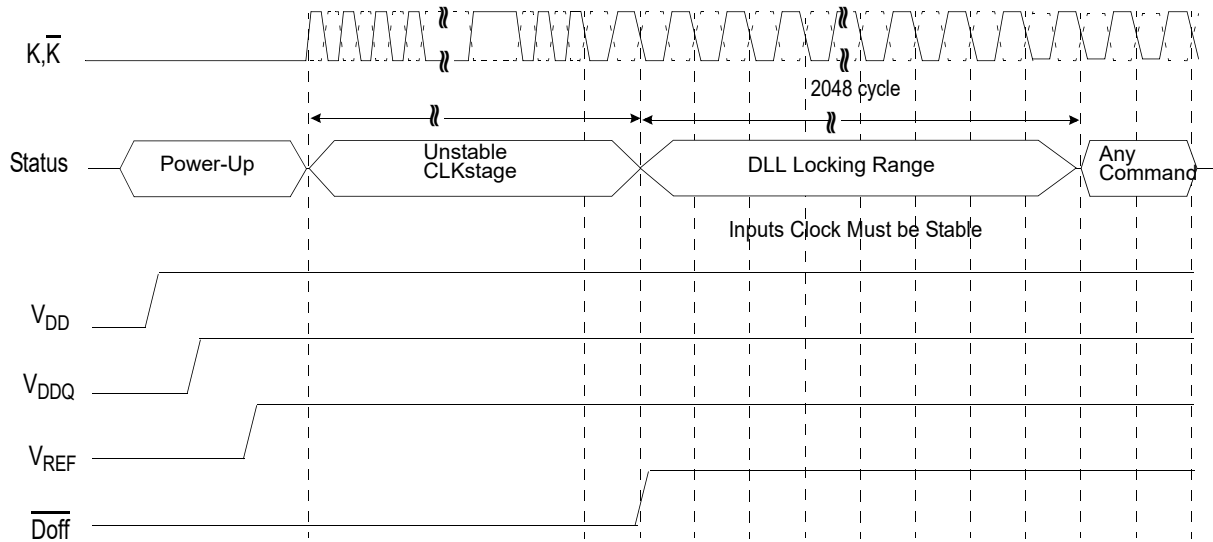 K,K̅
2048 cycle
Status
Power-Up
Unstable
CLKstage
DLL Locking Range
Any
Command
Inputs Clock Must be Stable
VDD
VDDQ
VREF
D̅o̅f̅f̅